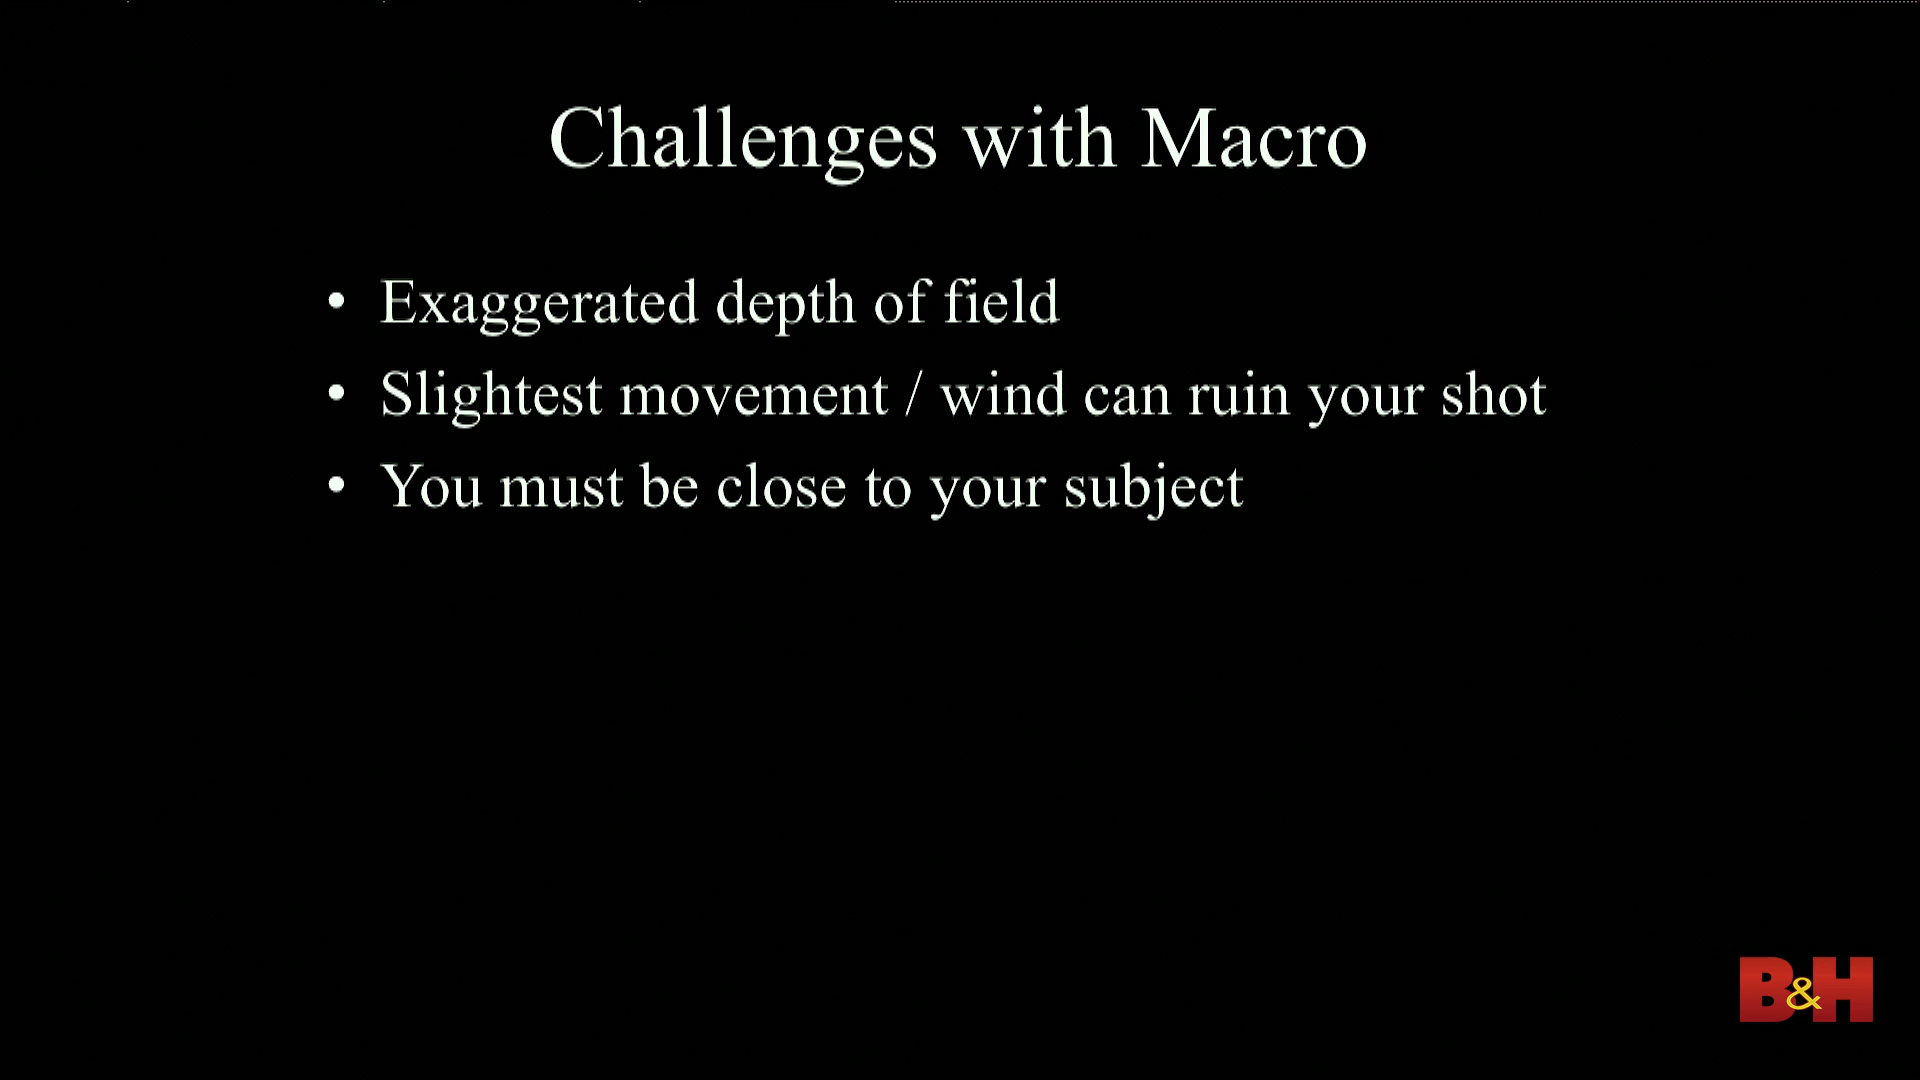 Challenges with Macro
• Exaggerated depth of field
• Slightest movement / wind can ruin your shot
• You must be close to your subject
B&H